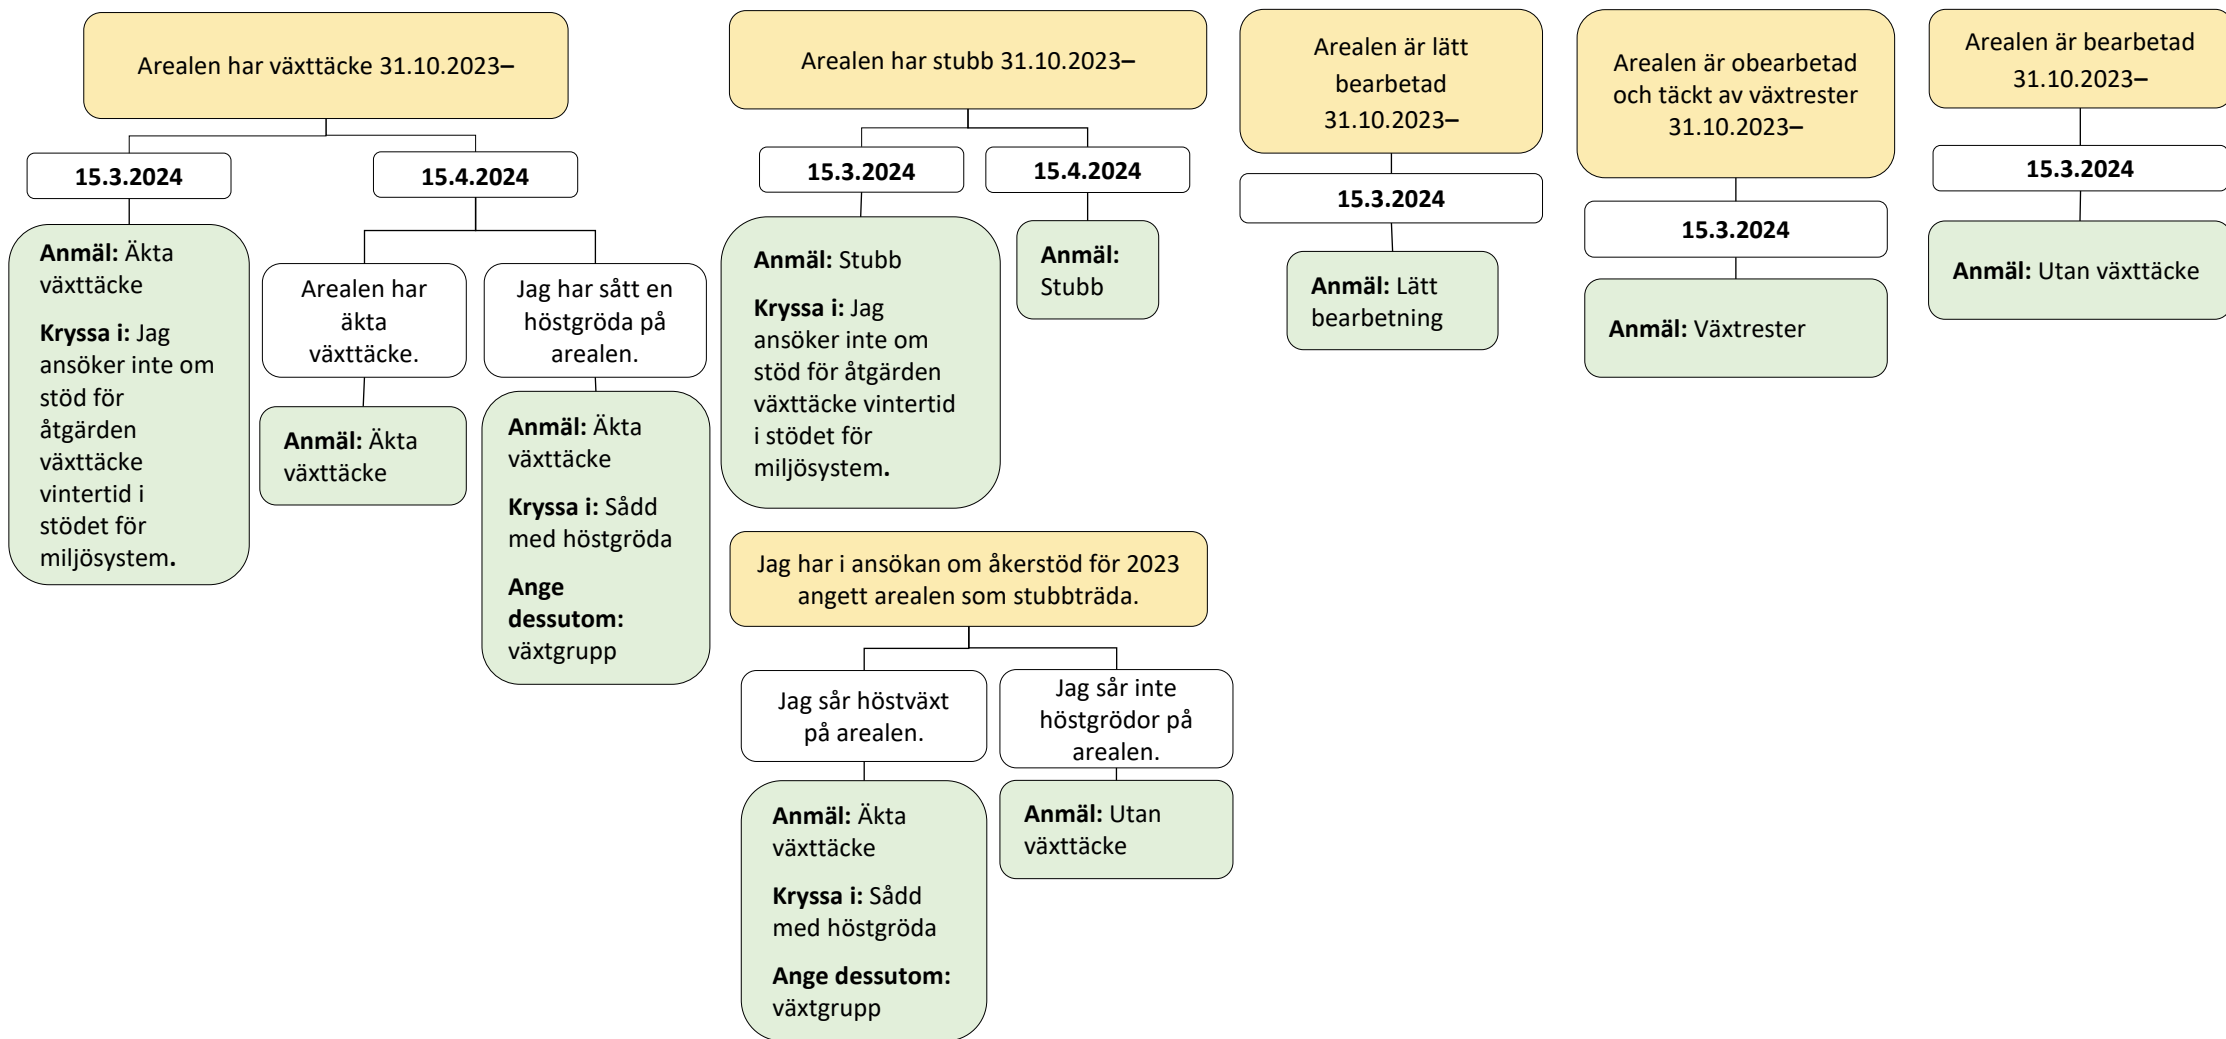 Arealen har växttäcke 31.10.2023–
15.3.2024
Anmäl: Äkta
växttäcke
Kryssa i: Jag
ansöker inte om
stöd för
åtgärden
växttäcke
vintertid i
stödet för
miljösystem.
15.4.2024
Arealen har
äkta
växttäcke.
Anmäl: Äkta
växttäcke
Jag har sått en
höstgröda på
arealen.
Anmäl: Äkta
växttäcke
Kryssa i: Sådd
med höstgröda
Ange
dessutom:
växtgrupp
Arealen har stubb 31.10.2023–
15.3.2024
Anmäl: Stubb
Kryssa i: Jag
ansöker inte om
stöd för åtgärden
växttäcke vintertid
i stödet för
miljösystem.
15.4.2024
Anmäl:
Stubb
Jag har i ansökan om åkerstöd för 2023
angett arealen som stubbträda.
Jag sår höstväxt
på arealen.
Anmäl: Äkta
växttäcke
Kryssa i: Sådd
med höstgröda
Ange dessutom:
växtgrupp
Jag sår inte
höstgrödor på
arealen.
Anmäl: Utan
växttäcke
Arealen är lätt
bearbetad
31.10.2023–
15.3.2024
Anmäl: Lätt
bearbetning
Arealen är obearbetad
och täckt av växtrester
31.10.2023–
15.3.2024
Anmäl: Växtrester
Arealen är bearbetad
31.10.2023–
15.3.2024
Anmäl: Utan växttäcke